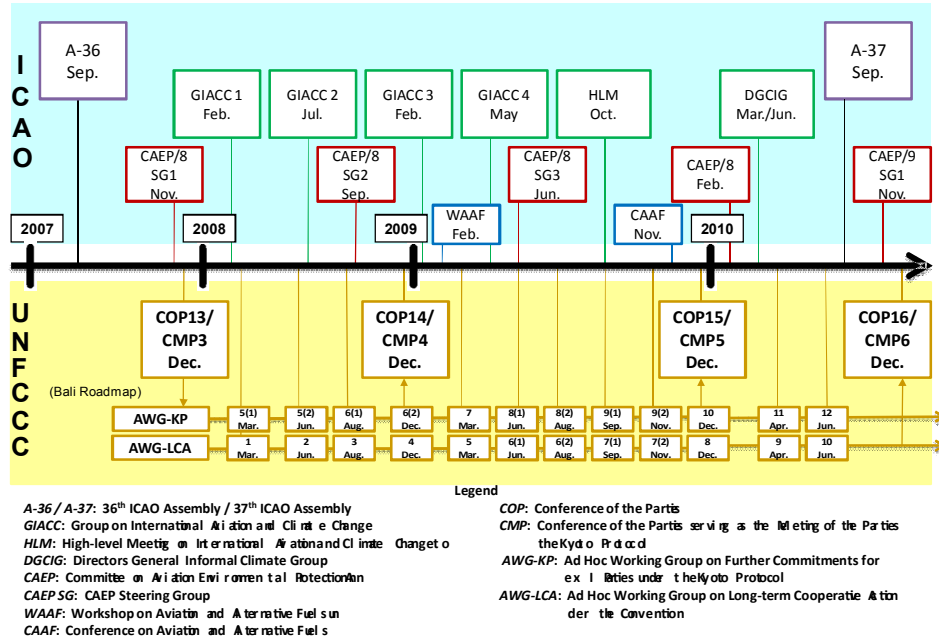 ICAO
A-36
Sep.
A-37
Sep.
GIACC 1
Feb.
GIACC 2
Jul.
GIACC 3
Feb.
GIACC 4
May
HLM
Oct.
DGCIG
Mar./Jun.
CAEP/8
SG1
Nov.
CAEP/8
SG2
Sep.
CAEP/8
SG3
Jun.
CAEP/8
Feb.
CAEP/9
SG1
Nov.
WAAF
Feb.
CAAF
Nov.
2007
2008
2009
2010
UNFCCC
COP13/
CMP3
Dec.
COP14/
CMP4
Dec.
COP15/
CMP5
Dec.
COP16/
CMP6
Dec.
(Bali Roadmap)
AWG-KP
5(1)
Mar.
5(2)
Jun.
6(1)
Aug.
6(2)
Dec.
7
Mar.
8(1)
Jun.
8(2)
Aug.
9(1)
Sep.
9(2)
Nov.
10
Dec.
11
Apr.
12
Jun.
AWG-LCA
1
Mar.
2
Jun.
3
Aug.
4
Dec.
5
Mar.
6(1)
Jun.
6(2)
Aug.
7(1)
Sep.
7(2)
Nov.
8
Dec.
9
Apr.
10
Jun.
Legend
A-36 / A-37: 36th ICAO Assembly / 37th ICAO Assembly
GIACC: Group on International Aviation and Climate Change
HLM: High-level Meeting on International Aviation and Climate Change to
DGCIG: Directors General Informal Climate Group
CAEP: Committee on Aviation Environmental Protection
CAEP SG: CAEP Steering Group
WAAF: Workshop on Aviation and Alternative Fuels
CAAF: Conference on Aviation and Alternative Fuels
COP: Conference of the Parties
CMP: Conference of the Parties serving as the Meeting of the Parties
the Kyoto Protocol
AWG-KP: Ad Hoc Working Group on Further Commitments for
ex I Parties under the Kyoto Protocol
AWG-LCA: Ad Hoc Working Group on Long-term Cooperative Action
der the Convention